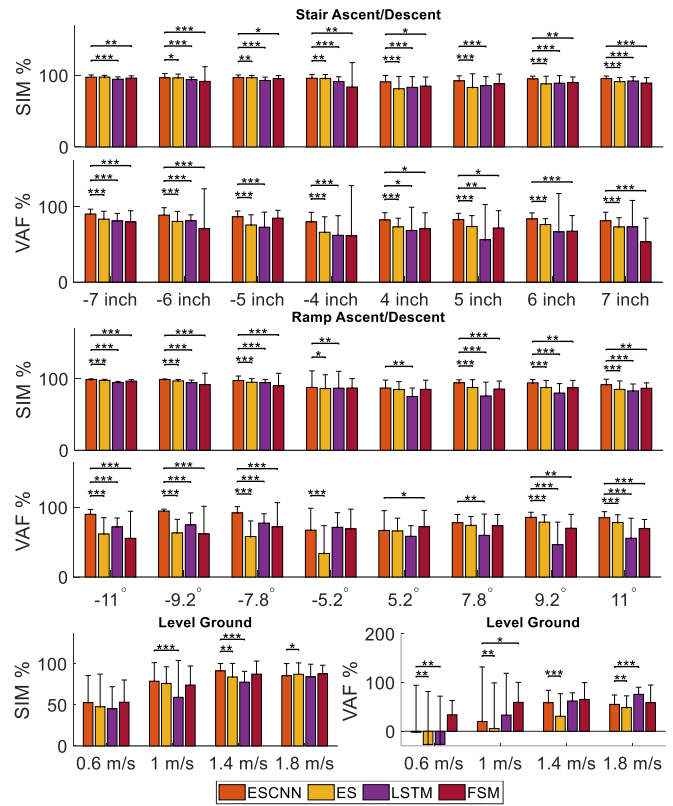 Stair Ascent/Descent
SIM %
100
0
** *** *** *** * * *** ** ** *** ** * *** *** *** *** ** *** *** *** *** ***
VAF %
100
0
*** *** *** *** *** *** *** *** *** *** * * *** * ** *** *** *** *** ***
-7 inch -6 inch -5 inch -4 inch 4 inch 5 inch 6 inch 7 inch
Ramp Ascent/Descent
SIM %
100
0
*** *** *** *** *** *** *** *** *** ** * ** *** *** *** ** *** *** ** *** ***
VAF %
100
0
*** *** *** *** *** *** *** *** *** *** * ** ** *** *** *** *** ***
-11° -9.2° -7.8° -5.2° 5.2° 7.8° 9.2° 11°
Level Ground
SIM %
100
50
0
*** *** ** *
0.6 m/s 1 m/s 1.4 m/s 1.8 m/s
Level Ground
VAF %
200
100
0
** ** * ** *** *** **
0.6 m/s 1 m/s 1.4 m/s 1.8 m/s
ESCNN ES LSTM FSM